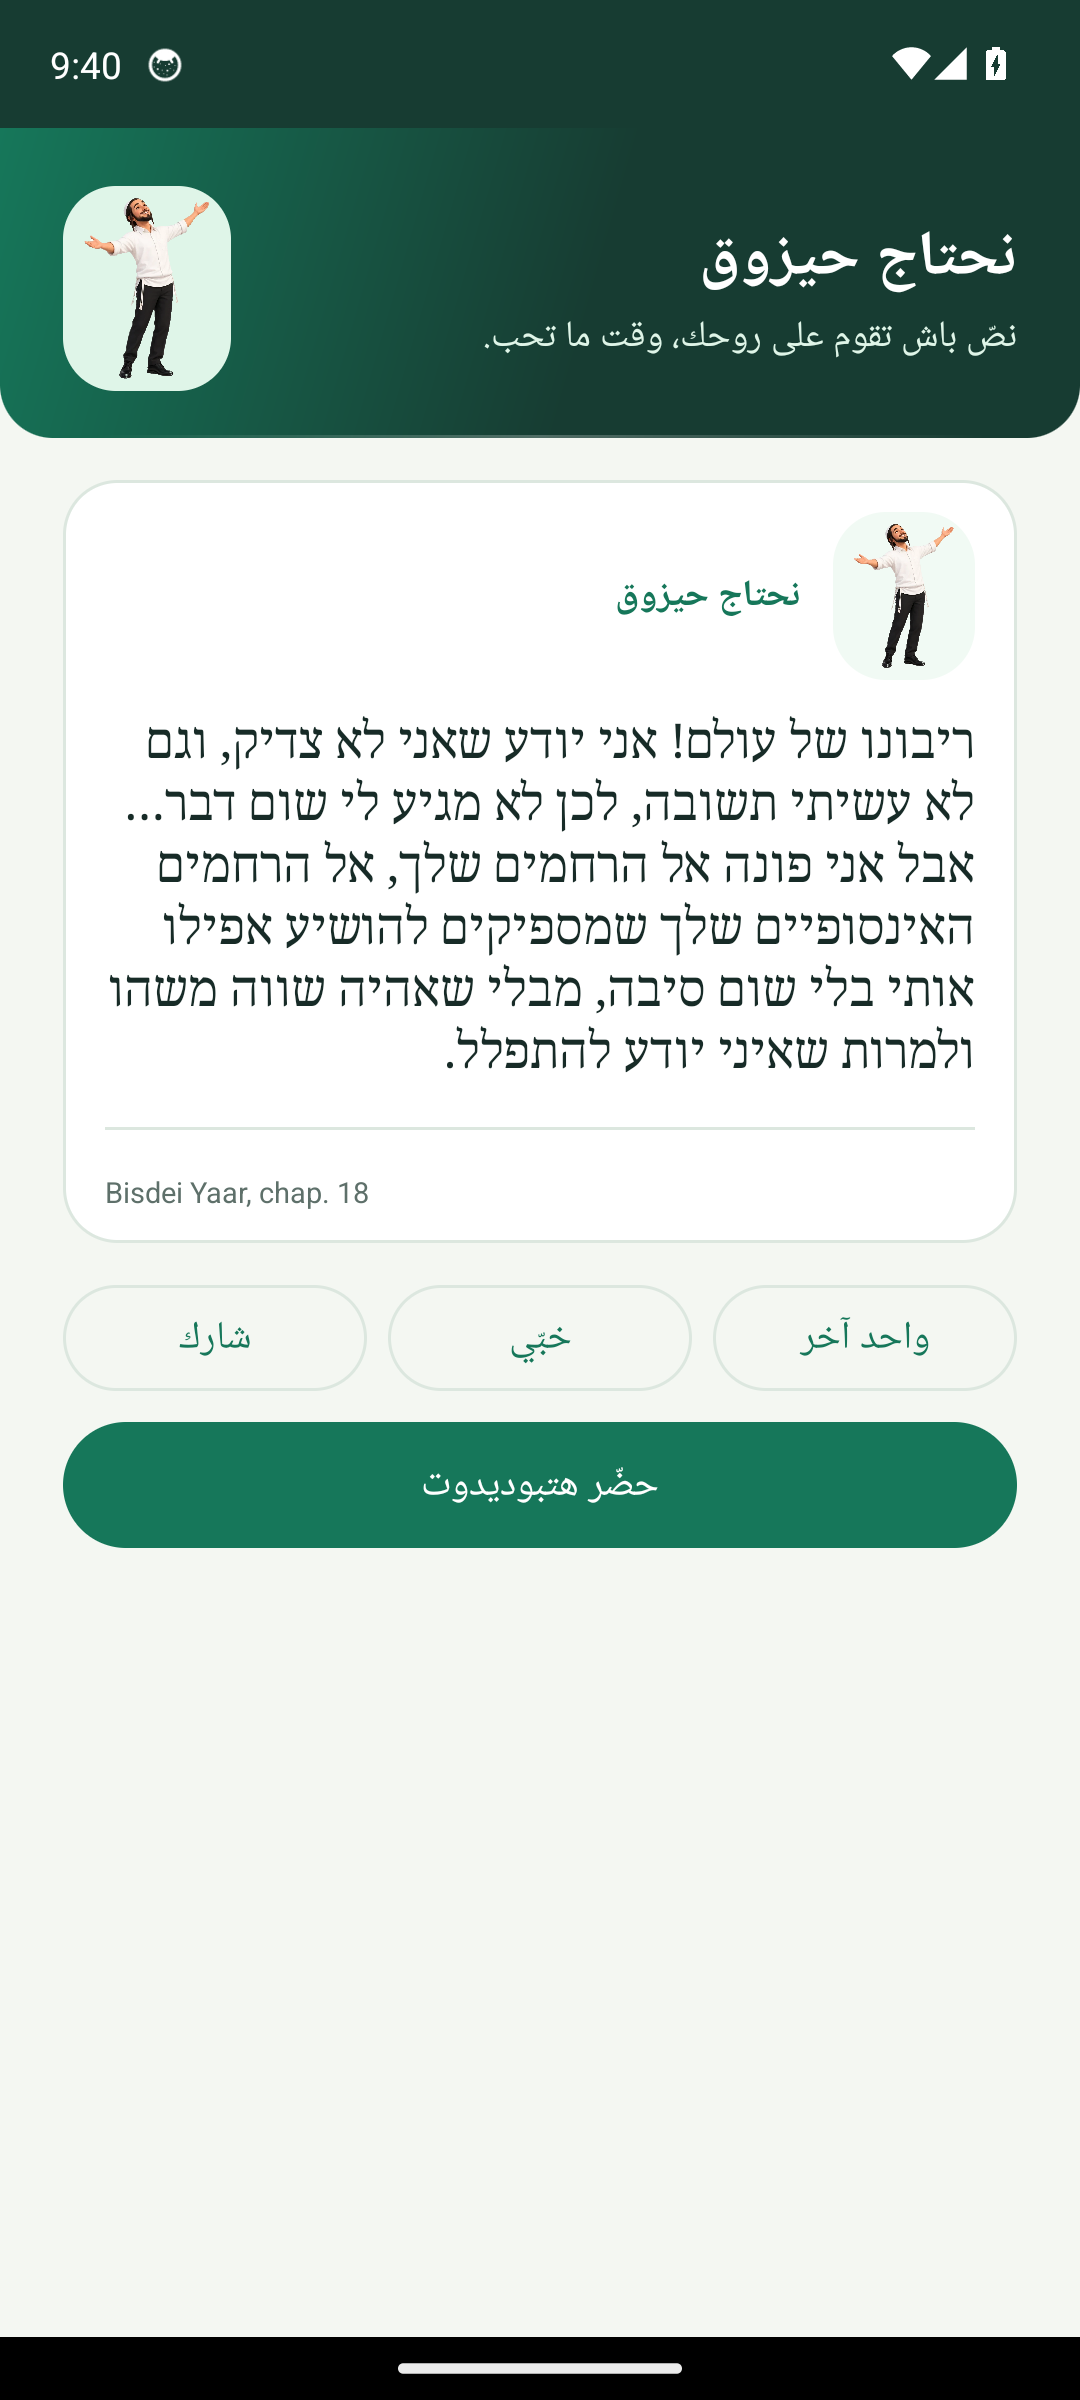 9:40
نحتاج حيزوق
نصّ باش تقوم على روحك، وقت ما تحب.
نحتاج حيزوق
ריבונו של עולם! אני יודע שאני לא צדיק, וגם
לא עשיתי תשובה, לכן לא מגיע לי שום דבר...
אבל אני פונה אל הרחמים שלך, אל הרחמים
האינסופיים שלך שמספיקים להושיע אפילו
אותי בלי שום סיבה, מבלי שאהיה שווה משהו
ולמרות שאיני יודע להתפלל.
Bisdei Yaar, chap. 18
واحد آخر
خبّي
شارك
حضّر هتبوديدوت